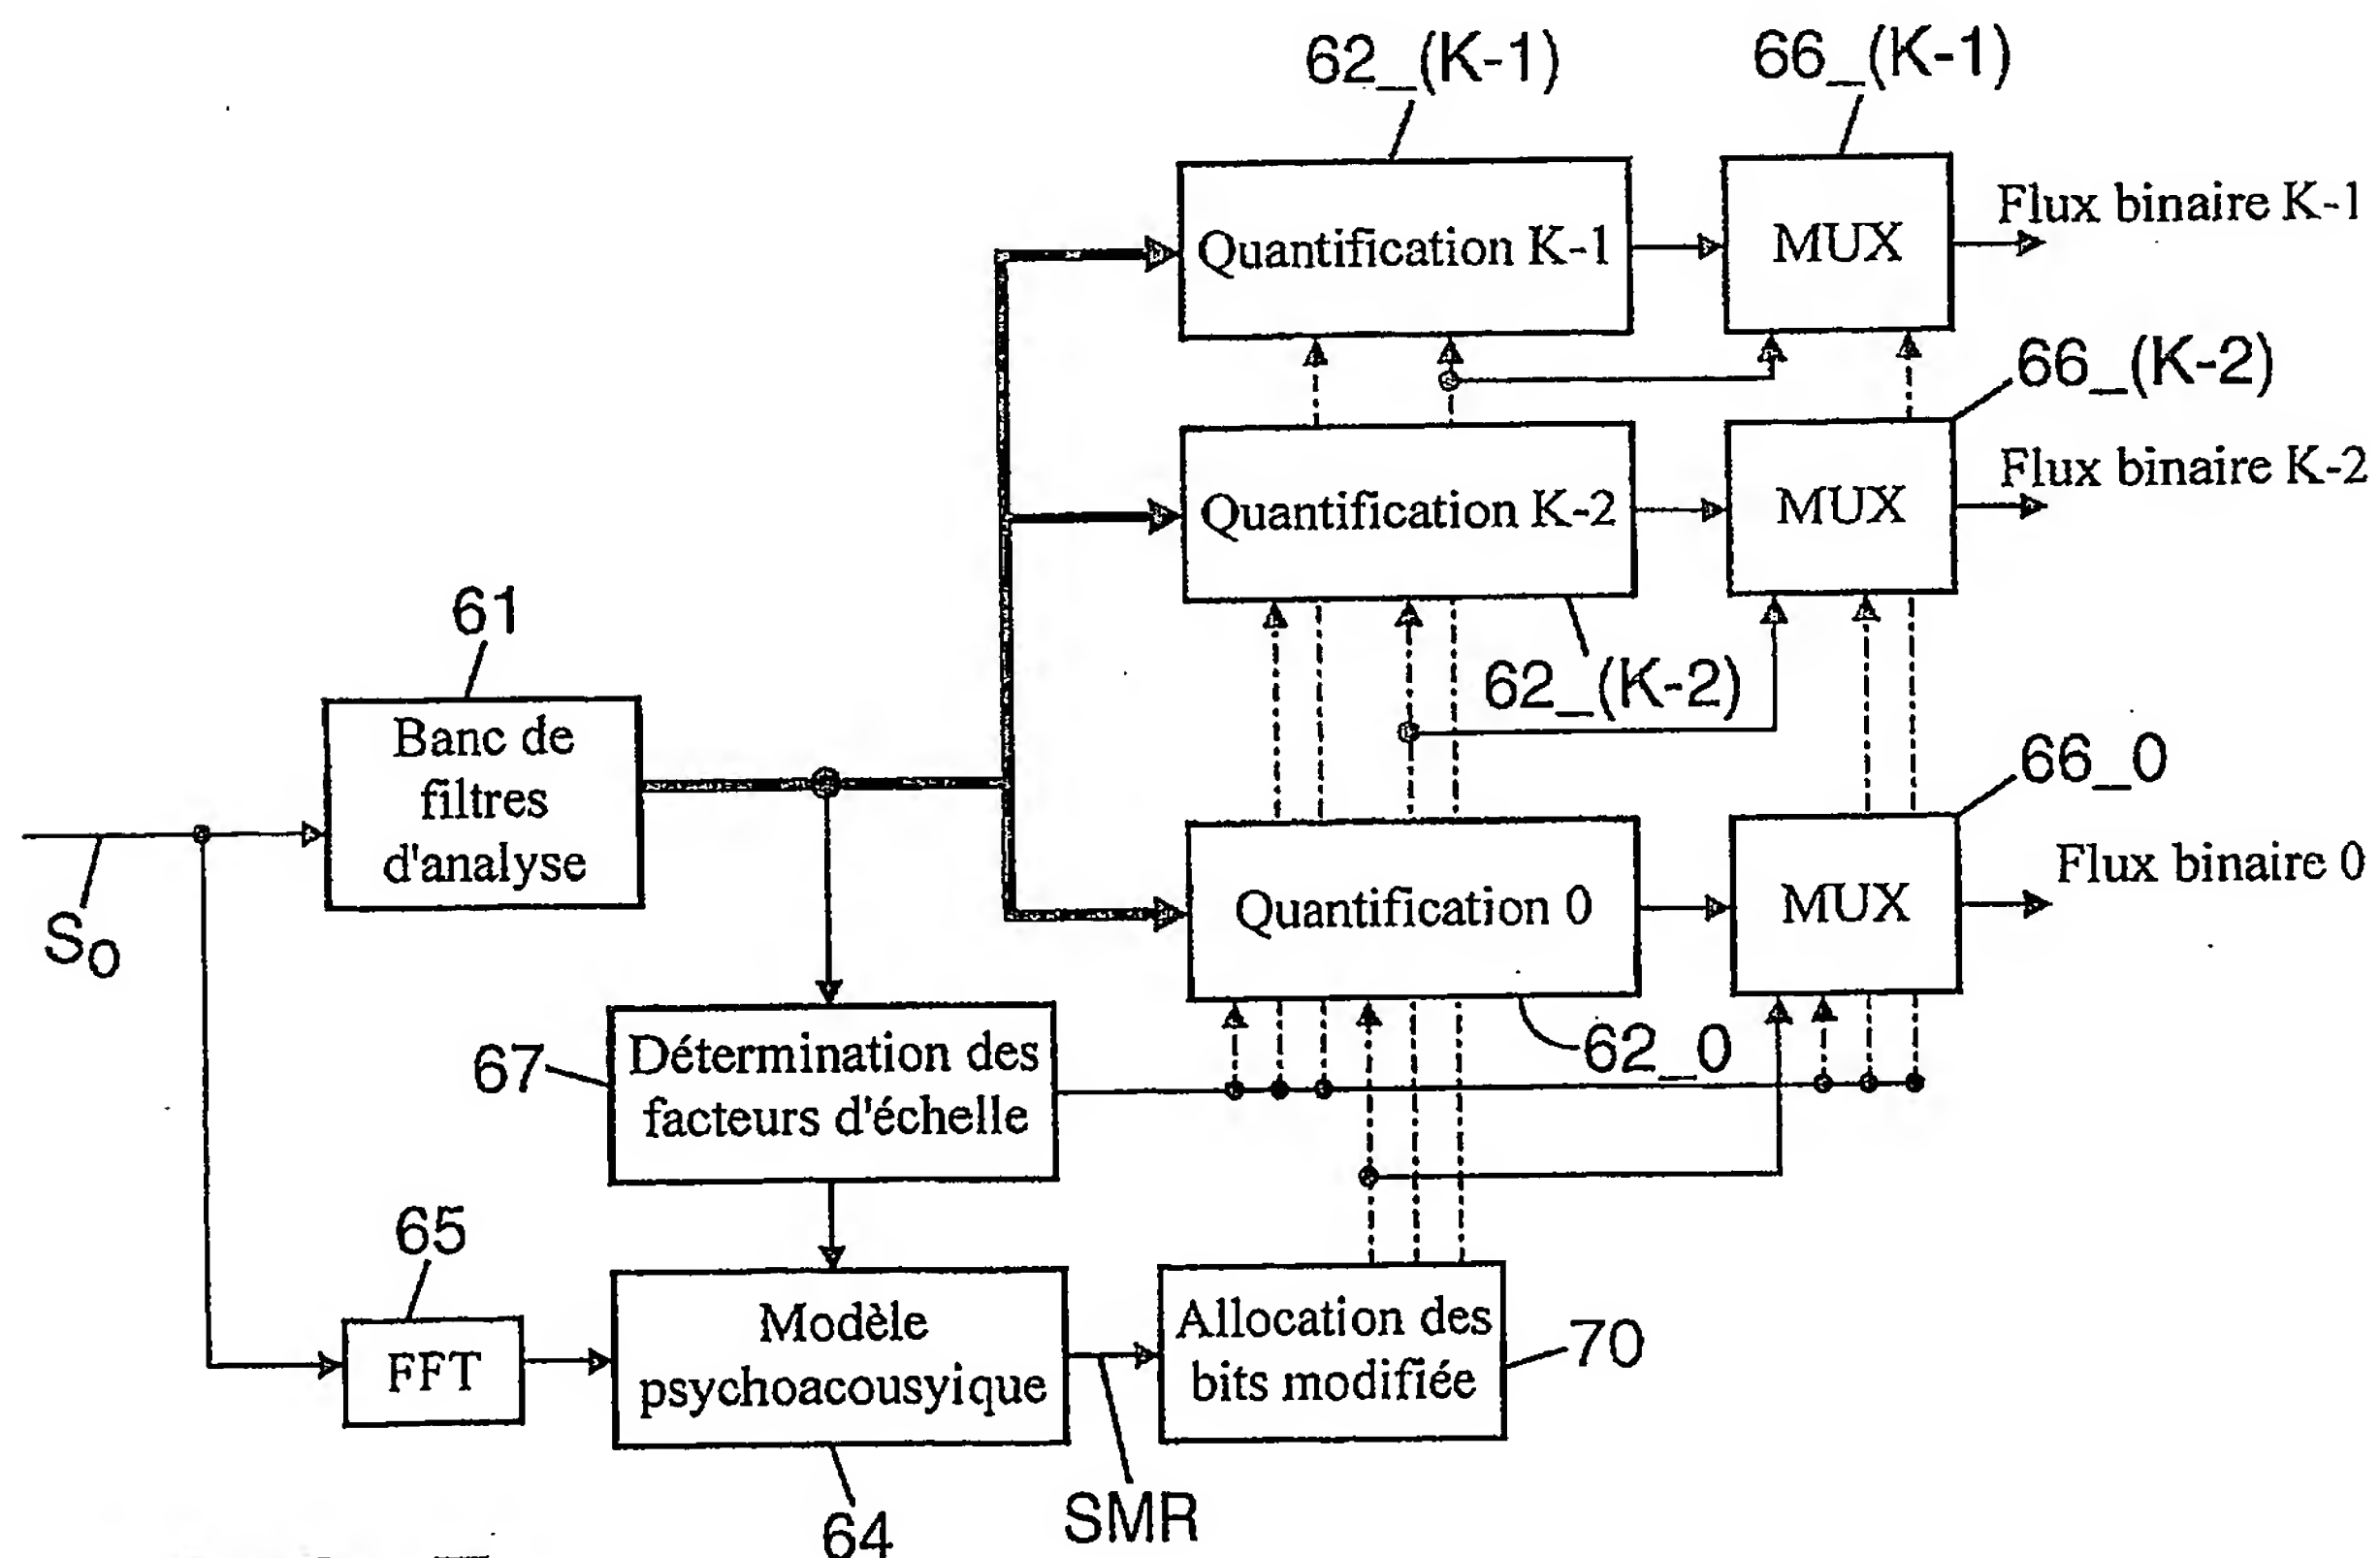 62_(K-1)
66_(K-1)
Quantification K-1
MUX
Flux binaire K-1
66_(K-2)
Quantification K-2
MUX
Flux binaire K-2
62_(K-2)
61
Banc de
filtres
d'analyse
S0
66_0
Quantification 0
MUX
Flux binaire 0
62_0
67
Détermination des
facteurs d'échelle
65
FFT
Modèle
psychoacousyique
64
SMR
Allocation des
bits modifiée
70